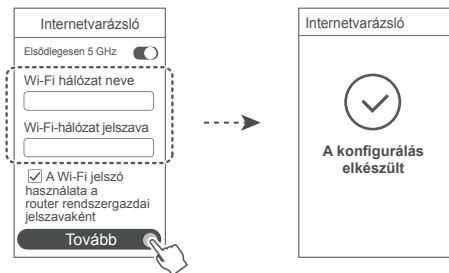 Internetvarázsló
Elsődlegesen 5 GHz
Wi-Fi hálózat neve
Wi-Fi-hálózat jelszava
A Wi-Fi jelszó
használata a
router rendszergazdai
jelszavaként
Tovább
Internetvarázsló
A konfigurálás
elkészült